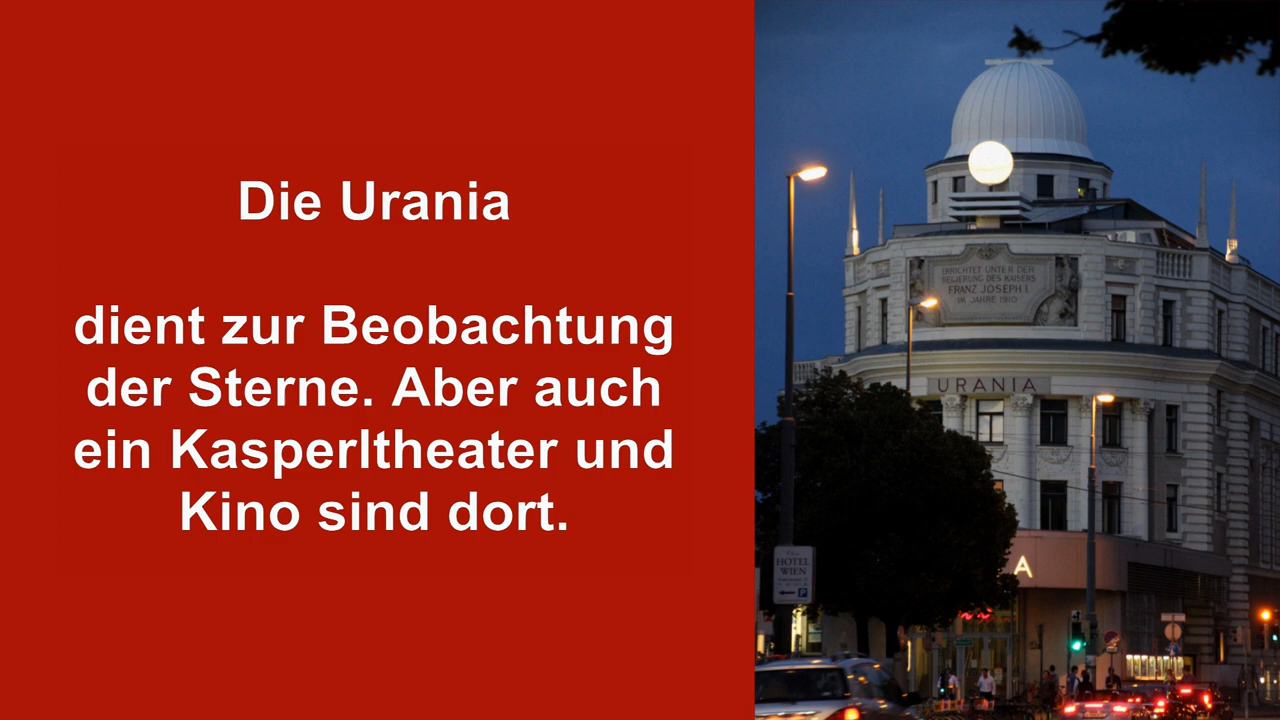 Die Urania
dient zur Beobachtung
der Sterne. Aber auch
ein Kasperltheater und
Kino sind dort.
ERRICHTET UNTER DER
REGIERUNG DES KAISERS
FRANZ JOSEPH I.
IM JAHRE 1910
URANIA
A
HOTEL
WIEN
P